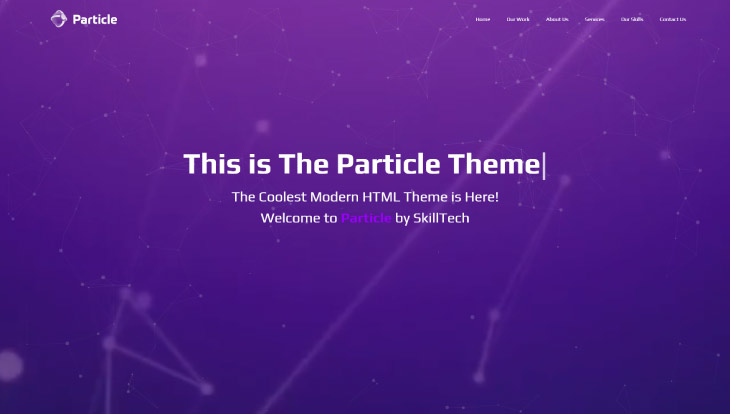 Particle
Home Our Work About Us Services Our Skills Contact Us
This is The Particle Theme|
The Coolest Modern HTML Theme is Here!
Welcome to Particle by SkillTech